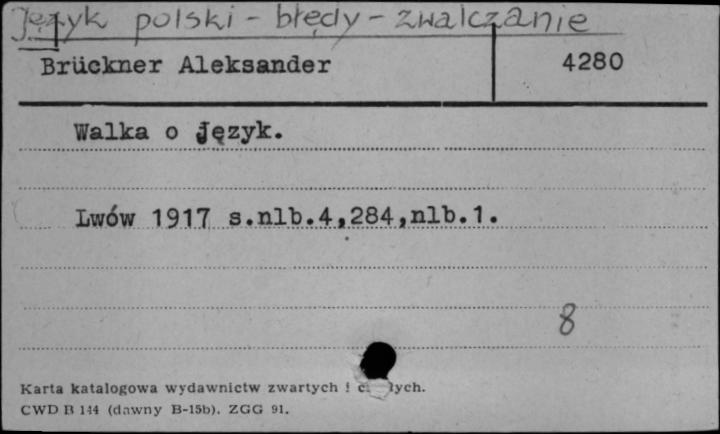 Język polski - błędy - zwalczanie
Brückner Aleksander 4280
Walka o Język.
Lwów 1917 s.nlb.4,284,nlb.1.
8
Karta katalogowa wydawnictw zwartych i
CWD B 144 (dawny B-15b). ZGG 91.